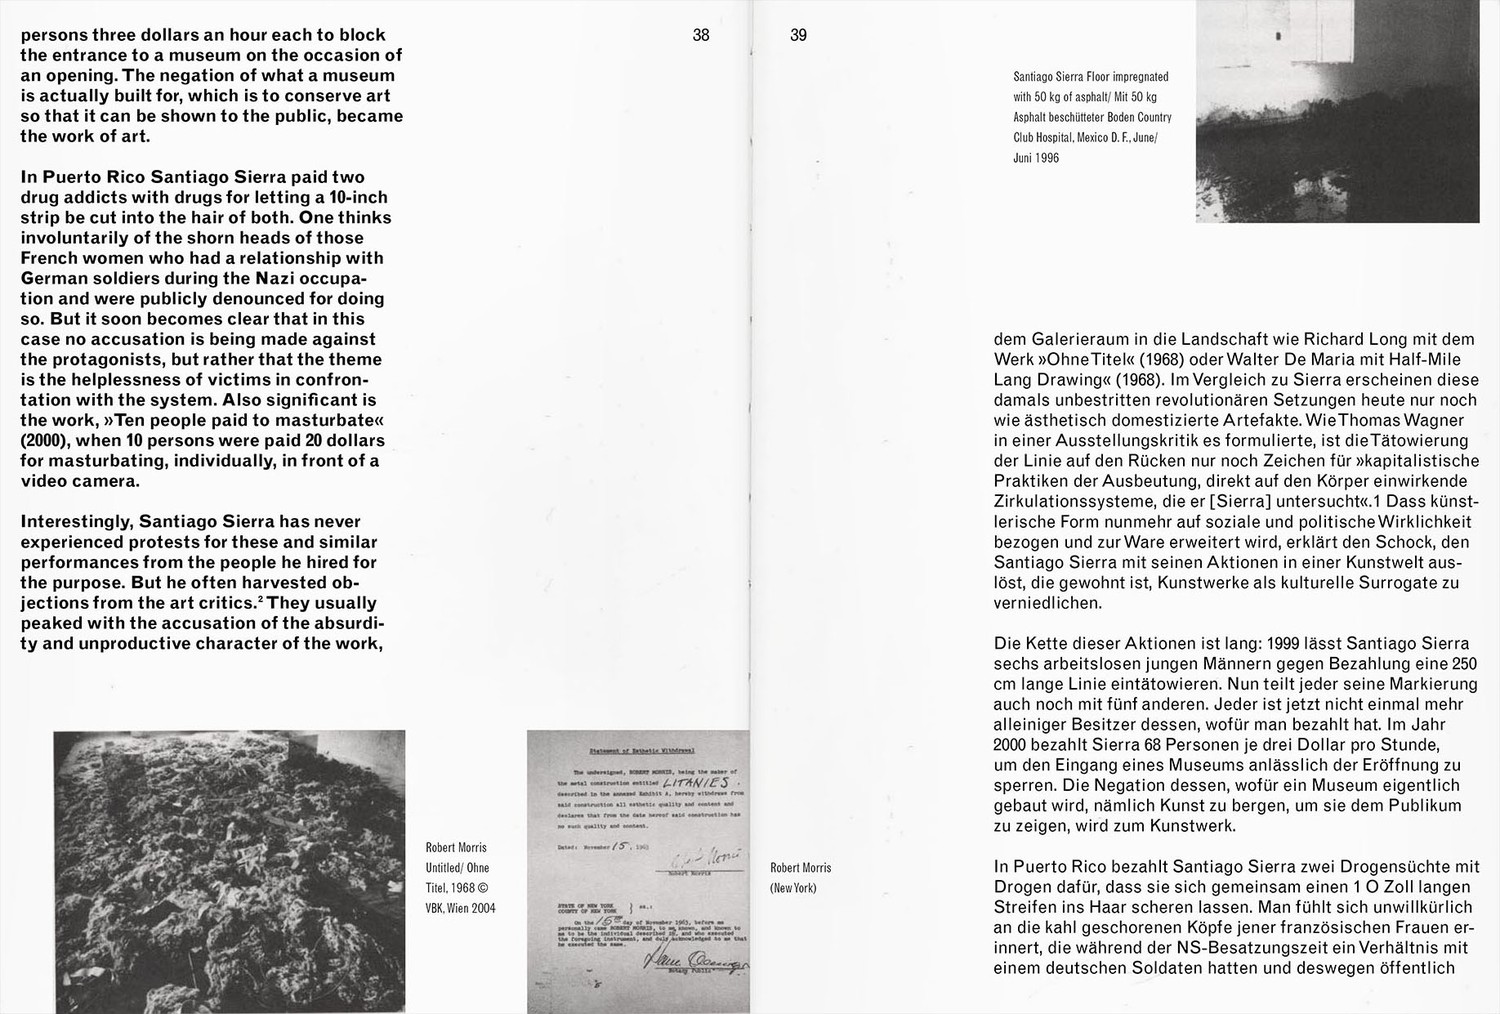 persons three dollars an hour each to block
the entrance to a museum on the occasion of
an opening. The negation of what a museum
is actually built for, which is to conserve art
so that it can be shown to the public, became
the work of art.
In Puerto Rico Santiago Sierra paid two
drug addicts with drugs for letting a 10-inch
strip be cut into the hair of both. One thinks
involuntarily of the shorn heads of those
French women who had a relationship with
German soldiers during the Nazi occupa-
tion and were publicly denounced for doing
so. But it soon becomes clear that in this
case no accusation is being made against
the protagonists, but rather that the theme
is the helplessness of victims in confron-
tation with the system. Also significant is
the work, »Ten people paid to masturbate«
(2000), when 10 persons were paid 20 dollars
for masturbating, individually, in front of a
video camera.
Interestingly, Santiago Sierra has never
experienced protests for these and similar
performances from the people he hired for
the purpose. But he often harvested ob-
jections from the art critics.² They usually
peaked with the accusation of the absurdi-
ty and unproductive character of the work,
38
Robert Morris
Untitled/ Ohne
Titel, 1968 ©
VBK, Wien 2004
Statement of Esthetic Withdrawal
The undersigned, ROBERT MORRIS, being the maker of
the metal construction entitled LITANIES.
described in the annexed Exhibit A, hereby withdraws from
said construction all esthetic quality and content and
declares that from the date hereof said construction has
no such quality and content.
Dated: November 15, 1963
Robert Morris
STATE OF NEW YORK
COUNTY OF NEW YORK } ss.:
On the 15th day of November 1963, before me
personally came ROBERT MORRIS, to me known, and known to
me to be the individual described in, and who executed
the foregoing instrument, and duly acknowledged to me that
he executed the same.
Notary Public
39
Robert Morris
(New York)
Santiago Sierra Floor impregnated
with 50 kg of asphalt/ Mit 50 kg
Asphalt beschütteter Boden Country
Club Hospital, Mexico D. F., June/
Juni 1996
dem Galerieraum in die Landschaft wie Richard Long mit dem
Werk »Ohne Titel« (1968) oder Walter De Maria mit Half-Mile
Lang Drawing« (1968). Im Vergleich zu Sierra erscheinen diese
damals unbestritten revolutionären Setzungen heute nur noch
wie ästhetisch domestizierte Artefakte. Wie Thomas Wagner
in einer Ausstellungskritik es formulierte, ist die Tätowierung
der Linie auf den Rücken nur noch Zeichen für »kapitalistische
Praktiken der Ausbeutung, direkt auf den Körper einwirkende
Zirkulationssysteme, die er [Sierra] untersucht«.1 Dass künst-
lerische Form nunmehr auf soziale und politische Wirklichkeit
bezogen und zur Ware erweitert wird, erklärt den Schock, den
Santiago Sierra mit seinen Aktionen in einer Kunstwelt aus-
löst, die gewohnt ist, Kunstwerke als kulturelle Surrogate zu
verniedlichen.
Die Kette dieser Aktionen ist lang: 1999 lässt Santiago Sierra
sechs arbeitslosen jungen Männern gegen Bezahlung eine 250
cm lange Linie eintätowieren. Nun teilt jeder seine Markierung
auch noch mit fünf anderen. Jeder ist jetzt nicht einmal mehr
alleiniger Besitzer dessen, wofür man bezahlt hat. Im Jahr
2000 bezahlt Sierra 68 Personen je drei Dollar pro Stunde,
um den Eingang eines Museums anlässlich der Eröffnung zu
sperren. Die Negation dessen, wofür ein Museum eigentlich
gebaut wird, nämlich Kunst zu bergen, um sie dem Publikum
zu zeigen, wird zum Kunstwerk.
In Puerto Rico bezahlt Santiago Sierra zwei Drogensüchte mit
Drogen dafür, dass sie sich gemeinsam einen 1 O Zoll langen
Streifen ins Haar scheren lassen. Man fühlt sich unwillkürlich
an die kahl geschorenen Köpfe jener französischen Frauen er-
innert, die während der NS-Besatzungszeit ein Verhältnis mit
einem deutschen Soldaten hatten und deswegen öffentlich